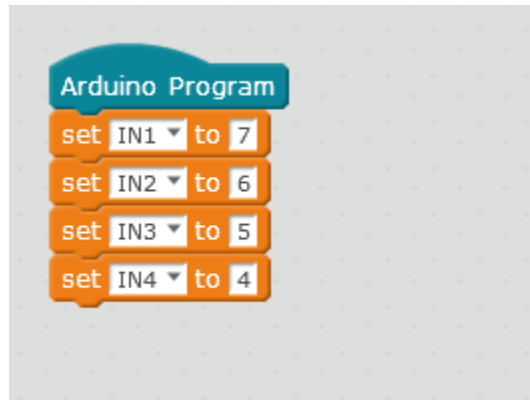 Arduino Program
set IN1 to 7
set IN2 to 6
set IN3 to 5
set IN4 to 4